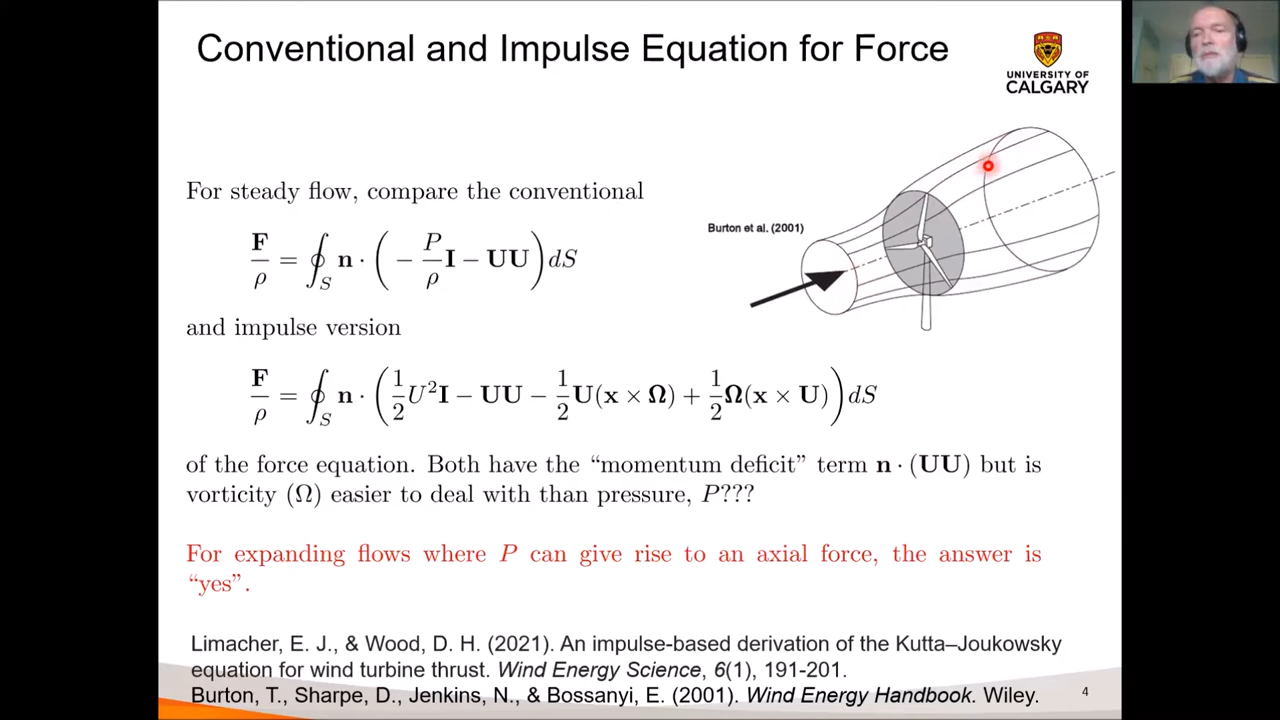 Conventional and Impulse Equation for Force
UNIVERSITY OF
CALGARY
For steady flow, compare the conventional
Burton et al. (2001)
F/ρ = ∮_S n · ( − P/ρ I − UU ) dS
and impulse version
F/ρ = ∮_S n · ( 1/2 U² I − UU − 1/2 U(x × Ω) + 1/2 Ω(x × U) ) dS
of the force equation. Both have the “momentum deficit” term n · (UU) but is
vorticity (Ω) easier to deal with than pressure, P???
For expanding flows where P can give rise to an axial force, the answer is
“yes”.
Limacher, E. J., & Wood, D. H. (2021). An impulse-based derivation of the Kutta–Joukowsky
equation for wind turbine thrust. Wind Energy Science, 6(1), 191-201.
Burton, T., Sharpe, D., Jenkins, N., & Bossanyi, E. (2001). Wind Energy Handbook. Wiley.
4